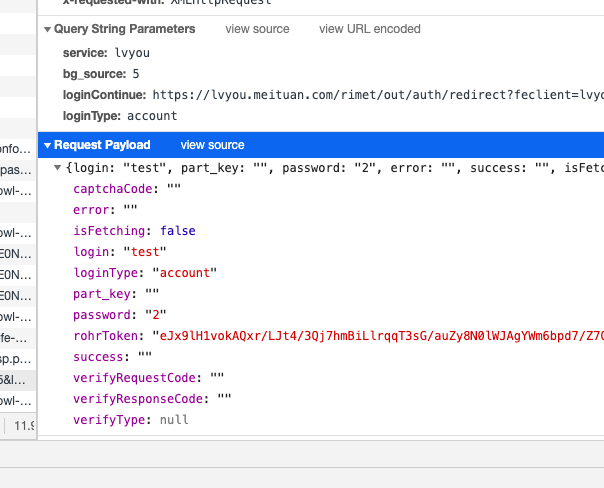 x-requested-with: XMLHttpRequest
Query String Parameters view source view URL encoded
service: lvyou
bg_source: 5
loginContinue: https://lvyou.meituan.com/rimet/out/auth/redirect?feclient=lvyo
loginType: account
Request Payload view source
{login: "test", part_key: "", password: "2", error: "", success: "", isFetc
captchaCode: ""
error: ""
isFetching: false
login: "test"
loginType: "account"
part_key: ""
password: "2"
rohrToken: "eJx9lH1vokAQxr/LJt4/3Qj7hmBiLlrqqT3sG/auZy8N0lWJAgYWm6bpd7/Z7O
success: ""
verifyRequestCode: ""
verifyResponseCode: ""
verifyType: null
onfo...
pas...
owl-...
owl-...
E0N...
E0N...
E0N...
owl-...
fe-...
sp.p...
5&l...
owl-...
11.9